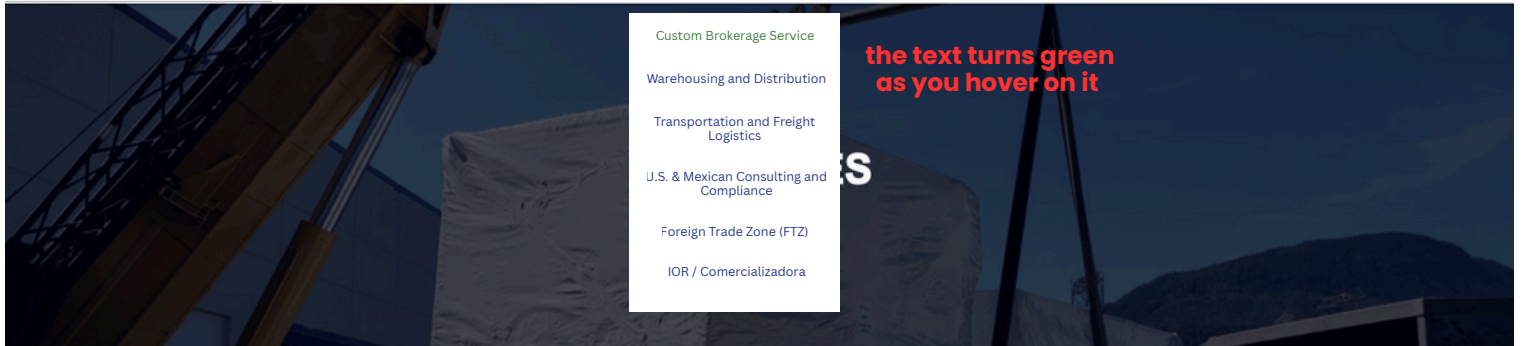 Custom Brokerage Service
the text turns green
as you hover on it
Warehousing and Distribution
Transportation and Freight
Logistics
ES
U.S. & Mexican Consulting and
Compliance
Foreign Trade Zone (FTZ)
IOR / Comercializadora